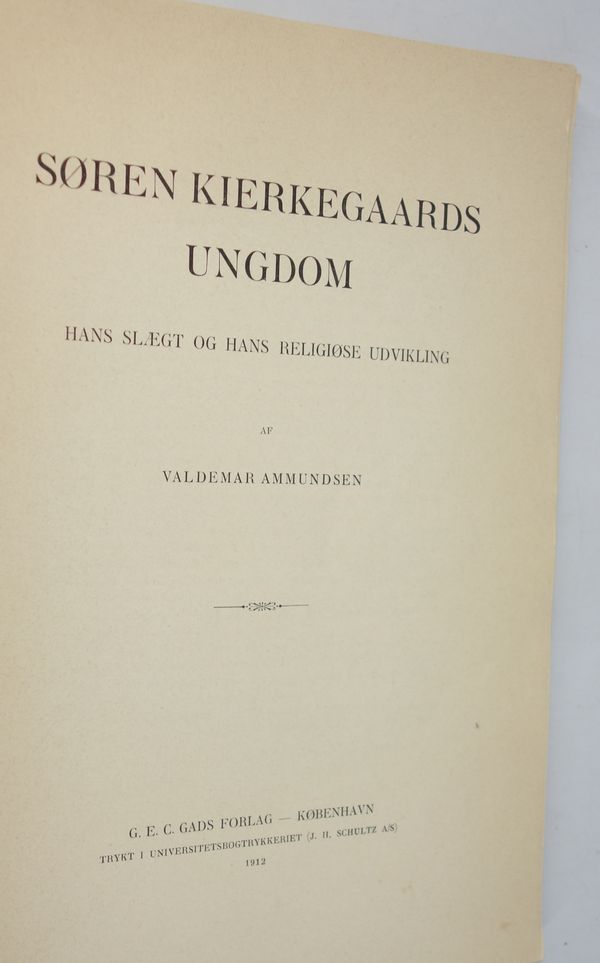 SØREN KIERKEGAARDS
UNGDOM
HANS SLÆGT OG HANS RELIGIØSE UDVIKLING
AF
VALDEMAR AMMUNDSEN
G. E. C. GADS FORLAG — KØBENHAVN
TRYKT I UNIVERSITETSBOGTRYKKERIET (J. H. SCHULTZ A/S)
1912